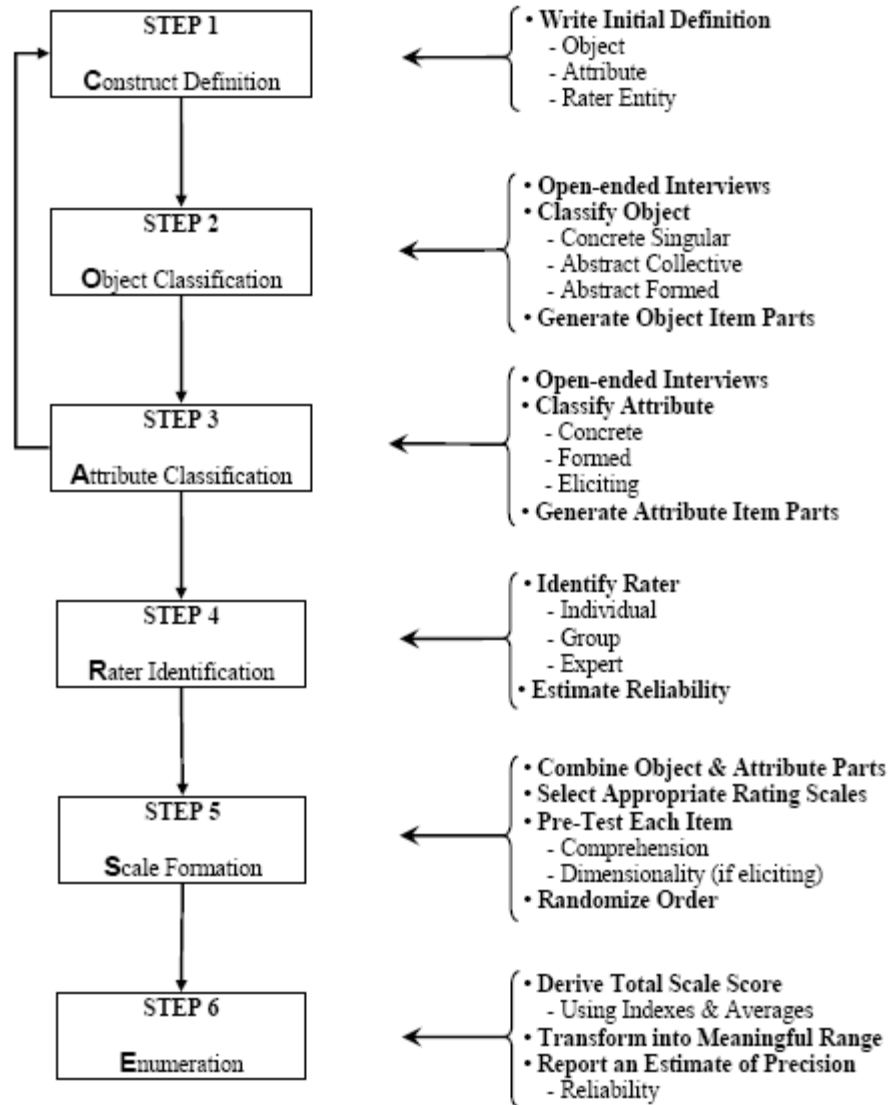 STEP 1
Construct Definition
• Write Initial Definition
- Object
- Attribute
- Rater Entity
STEP 2
Object Classification
• Open-ended Interviews
• Classify Object
- Concrete Singular
- Abstract Collective
- Abstract Formed
• Generate Object Item Parts
STEP 3
Attribute Classification
• Open-ended Interviews
• Classify Attribute
- Concrete
- Formed
- Eliciting
• Generate Attribute Item Parts
STEP 4
Rater Identification
• Identify Rater
- Individual
- Group
- Expert
• Estimate Reliability
STEP 5
Scale Formation
• Combine Object & Attribute Parts
• Select Appropriate Rating Scales
• Pre-Test Each Item
- Comprehension
- Dimensionality (if eliciting)
• Randomize Order
STEP 6
Enumeration
• Derive Total Scale Score
- Using Indexes & Averages
• Transform into Meaningful Range
• Report an Estimate of Precision
- Reliability